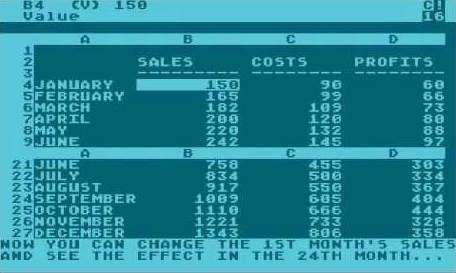 B4 (V) 150 C!
Value 16
A B C D
1
2 SALES COSTS PROFITS
3 --------- --------- ---------
4 JANUARY 150 90 60
5 FEBRUARY 165 99 66
6 MARCH 182 109 73
7 APRIL 200 120 80
8 MAY 220 132 88
9 JUNE 242 145 97
A B C D
21 JUNE 758 455 303
22 JULY 834 500 334
23 AUGUST 917 550 367
24 SEPTEMBER 1009 605 404
25 OCTOBER 1110 666 444
26 NOVEMBER 1221 733 326
27 DECEMBER 1343 806 358
NOW YOU CAN CHANGE THE 1ST MONTH'S SALES
AND SEE THE EFFECT IN THE 24TH MONTH...